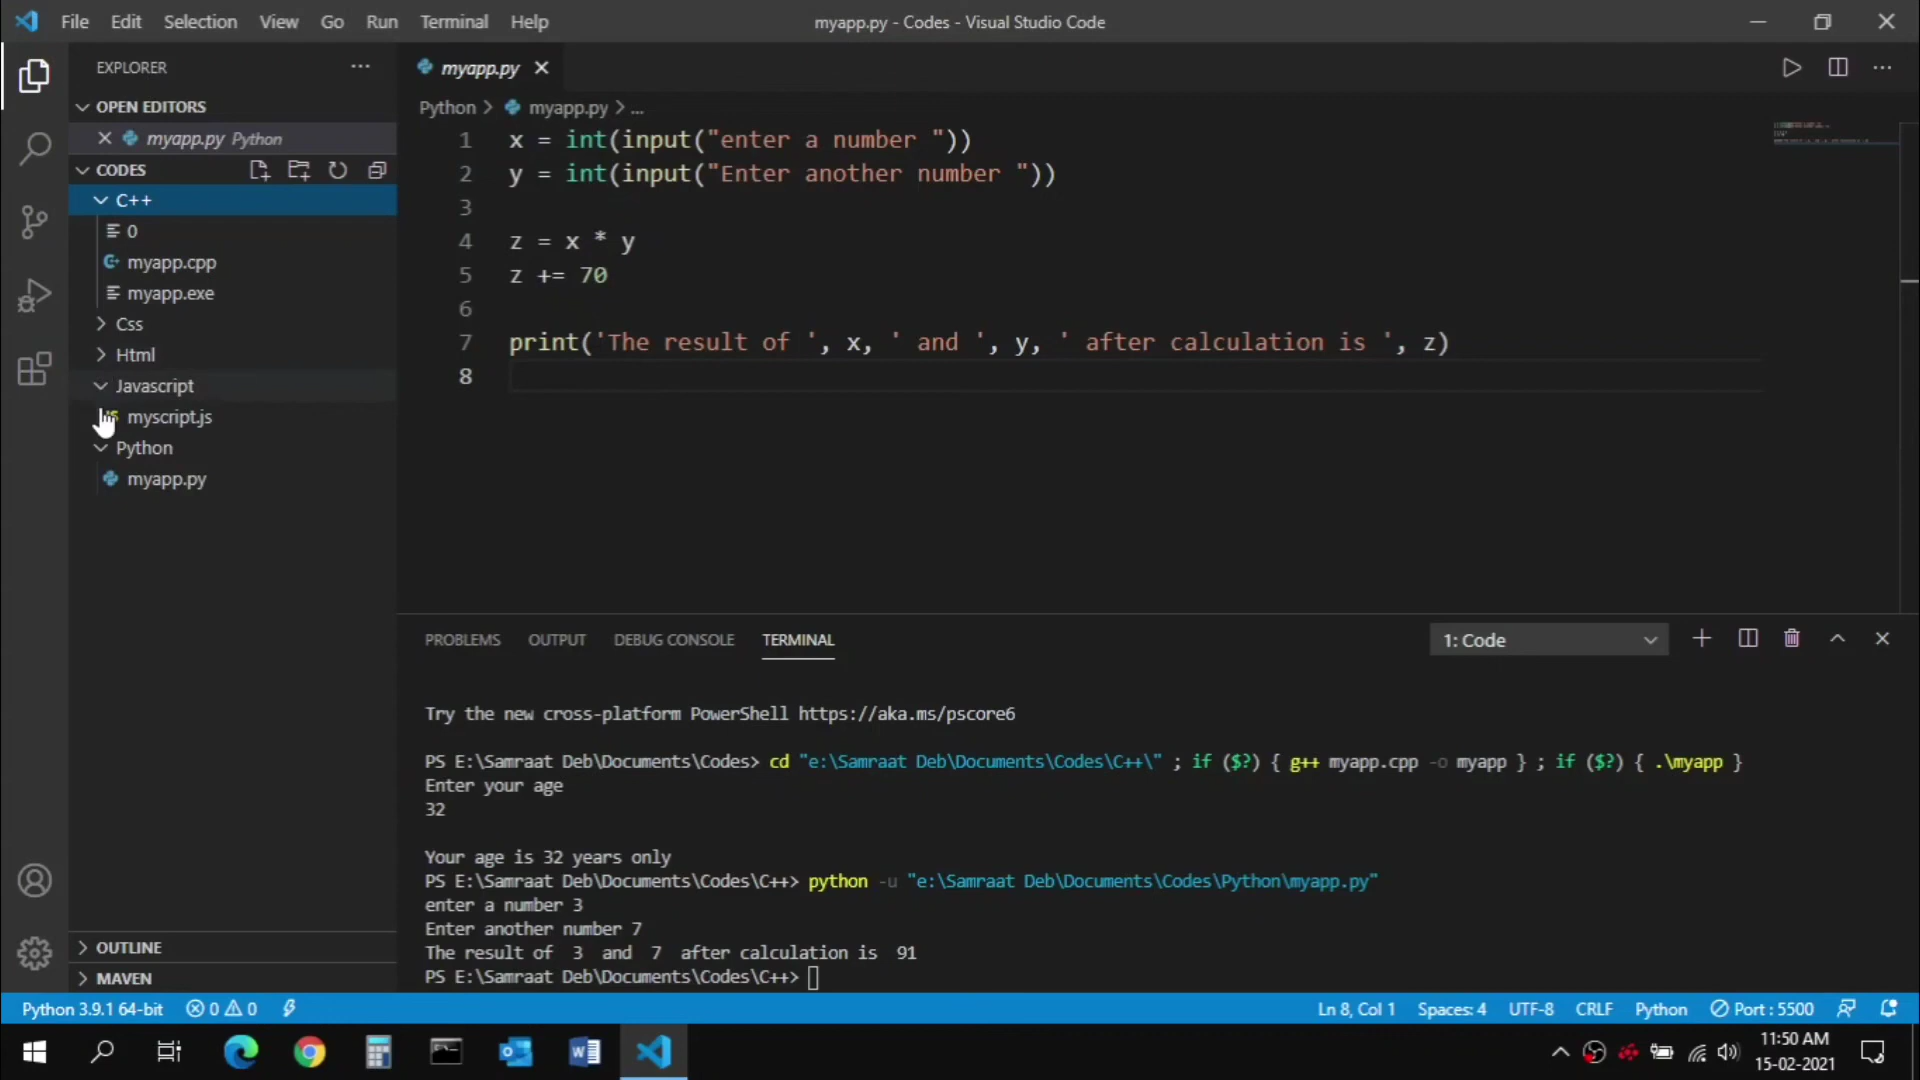 File Edit Selection View Go Run Terminal Help
myapp.py - Codes - Visual Studio Code
EXPLORER
OPEN EDITORS
myapp.py Python
CODES
C++
0
myapp.cpp
myapp.exe
Css
Html
Javascript
myscript.js
Python
myapp.py
OUTLINE
MAVEN
myapp.py
Python > myapp.py > ...
1 x = int(input("enter a number "))
2 y = int(input("Enter another number "))
3
4 z = x * y
5 z += 70
6
7 print('The result of ', x, ' and ', y, ' after calculation is ', z)
8
PROBLEMS OUTPUT DEBUG CONSOLE TERMINAL
1: Code
Try the new cross-platform PowerShell https://aka.ms/pscore6
PS E:\Samraat Deb\Documents\Codes> cd "e:\Samraat Deb\Documents\Codes\C++\" ; if ($?) { g++ myapp.cpp -o myapp } ; if ($?) { .\myapp }
Enter your age
32
Your age is 32 years only
PS E:\Samraat Deb\Documents\Codes\C++> python -u "e:\Samraat Deb\Documents\Codes\Python\myapp.py"
enter a number 3
Enter another number 7
The result of  3  and  7  after calculation is  91
PS E:\Samraat Deb\Documents\Codes\C++>
Python 3.9.1 64-bit 0 0
Ln 8, Col 1 Spaces: 4 UTF-8 CRLF Python Port : 5500
11:50 AM
15-02-2021